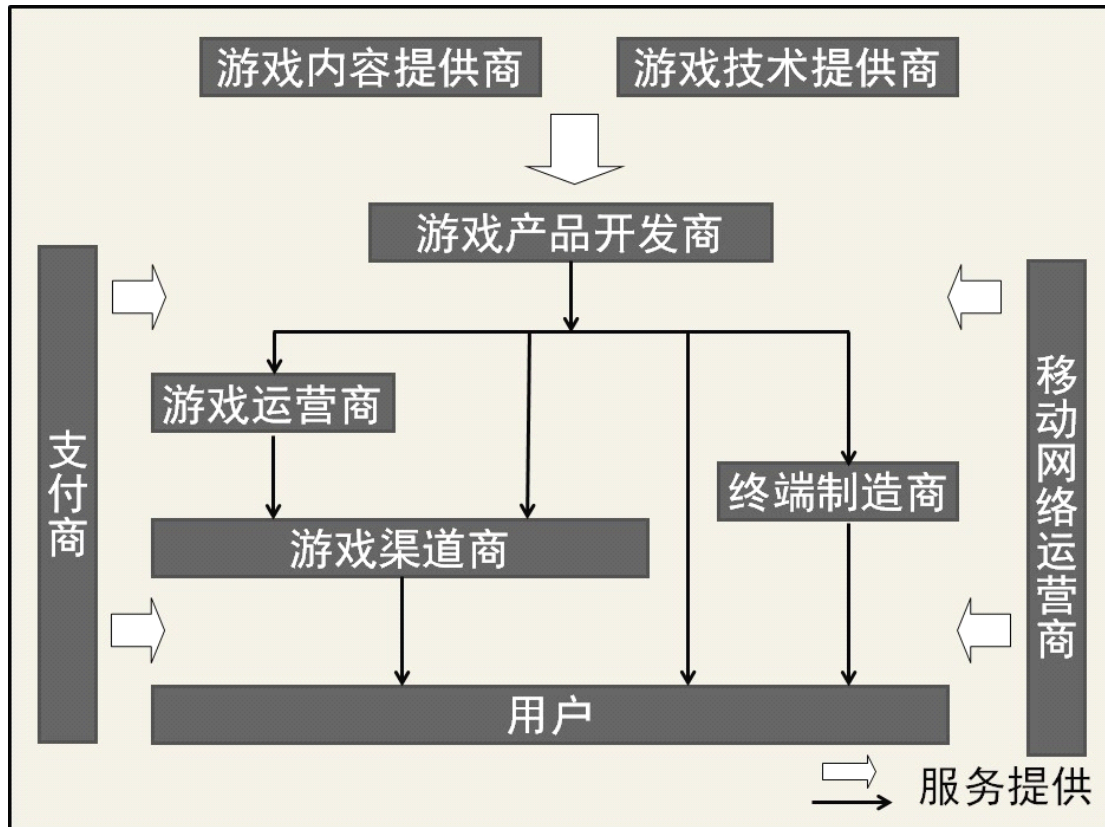 游戏内容提供商
游戏技术提供商
游戏产品开发商
支付商
移动网络运营商
游戏运营商
终端制造商
游戏渠道商
用户
服务提供